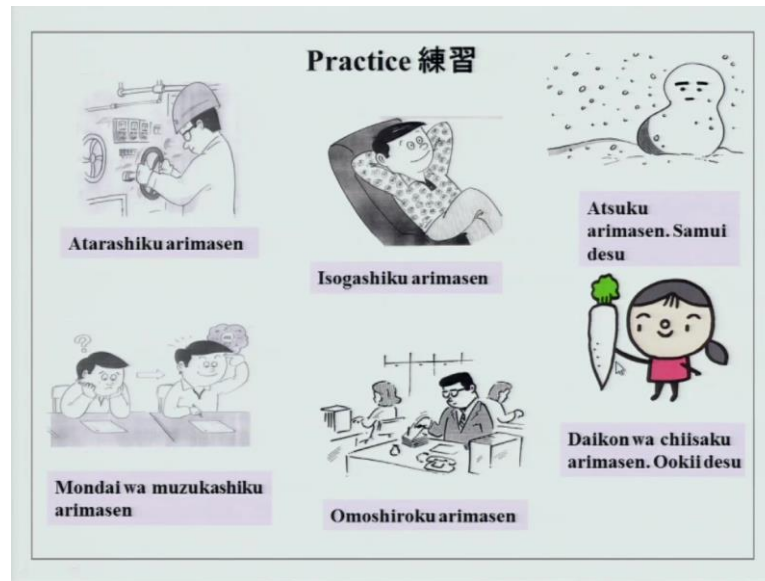 Practice 練習
Atarashiku arimasen
Isogashiku arimasen
Atsuku
arimasen. Samui
desu
Mondai wa muzukashiku
arimasen
Omoshiroku arimasen
Daikon wa chiisaku
arimasen. Ookii desu